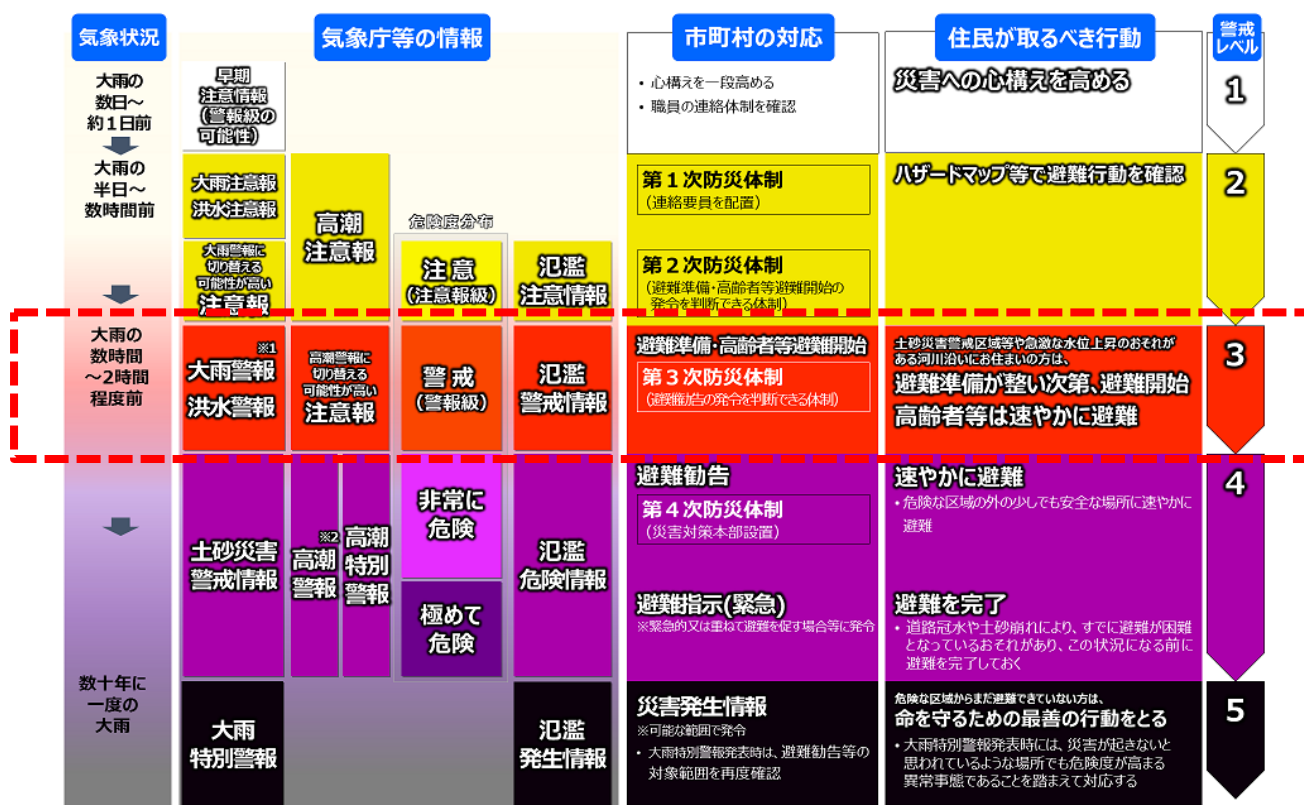 気象状況
気象庁等の情報
市町村の対応
住民が取るべき行動
警戒
レベル
大雨の
数日～
約１日前
早期
注意情報
(警報級の
可能性)
・心構えを一段高める
・職員の連絡体制を確認
災害への心構えを高める
1
大雨の
半日～
数時間前
大雨注意報
洪水注意報
大雨警報に
切り替える
可能性が高い
注意報
高潮
注意報
危険度分布
注意
(注意報級)
氾濫
注意情報
第１次防災体制
(連絡要員を配置)
第２次防災体制
(避難準備・高齢者等避難開始の
発令を判断できる体制)
ハザードマップ等で避難行動を確認
2
大雨の
数時間
～2時間
程度前
※1
大雨警報
洪水警報
高潮警報に
切り替える
可能性が高い
注意報
警戒
(警報級)
氾濫
警戒情報
避難準備・高齢者等避難開始
第３次防災体制
(避難勧告の発令を判断できる体制)
土砂災害警戒区域等や急激な水位上昇のおそれが
ある河川沿いにお住まいの方は、
避難準備が整い次第、避難開始
高齢者等は速やかに避難
3
土砂災害
警戒情報
※2
高潮
警報
高潮
特別
警報
非常に
危険
極めて
危険
氾濫
危険情報
避難勧告
第４次防災体制
(災害対策本部設置)
避難指示(緊急)
※緊急的又は重ねて避難を促す場合等に発令
速やかに避難
・危険な区域の外の少しでも安全な場所に速やかに
避難
避難を完了
・道路冠水や土砂崩れにより、すでに避難が困難
となっているおそれがあり、この状況になる前に
避難を完了しておく
4
数十年に
一度の
大雨
大雨
特別警報
氾濫
発生情報
災害発生情報
※可能な範囲で発令
・大雨特別警報発表時は、避難勧告等の
対象範囲を再度確認
危険な区域からまだ避難できていない方は、
命を守るための最善の行動をとる
・大雨特別警報発表時には、災害が起きないと
思われているような場所でも危険度が高まる
異常事態であることを踏まえて対応する
5